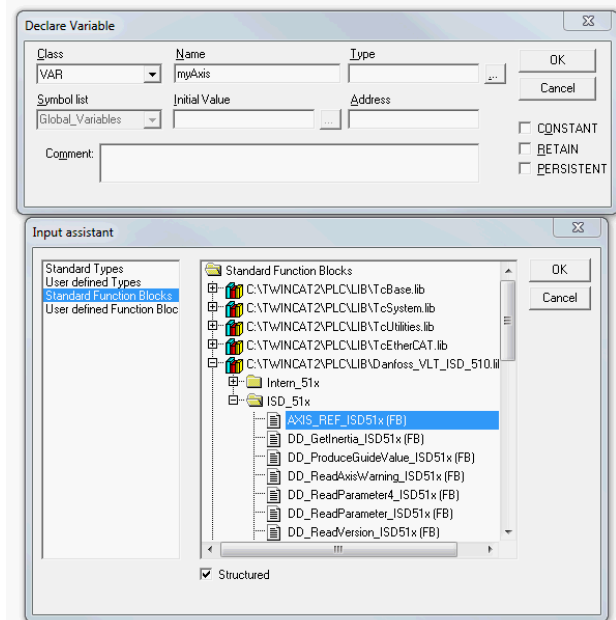 Declare Variable
Class Name Type
VAR myAxis ... OK
Cancel
Symbol list Initial Value Address
Global_Variables ...
CONSTANT
Comment: RETAIN
PERSISTENT
Input assistant
Standard Types
User defined Types
Standard Function Blocks
User defined Function Bloc
Standard Function Blocks
C:\TWINCAT2\PLC\LIB\TcBase.lib
C:\TWINCAT2\PLC\LIB\TcSystem.lib
C:\TWINCAT2\PLC\LIB\TcUtilities.lib
C:\TWINCAT2\PLC\LIB\TcEtherCAT.lib
C:\TWINCAT2\PLC\LIB\Danfoss_VLT_ISD_510.li
Intern_51x
ISD_51x
AXIS_REF_ISD51x (FB)
DD_GetInertia_ISD51x (FB)
DD_ProduceGuideValue_ISD51x (FB)
DD_ReadAxisWarning_ISD51x (FB)
DD_ReadParameter4_ISD51x (FB)
DD_ReadParameter_ISD51x (FB)
DD_ReadVersion_ISD51x (FB)
OK
Cancel
Structured